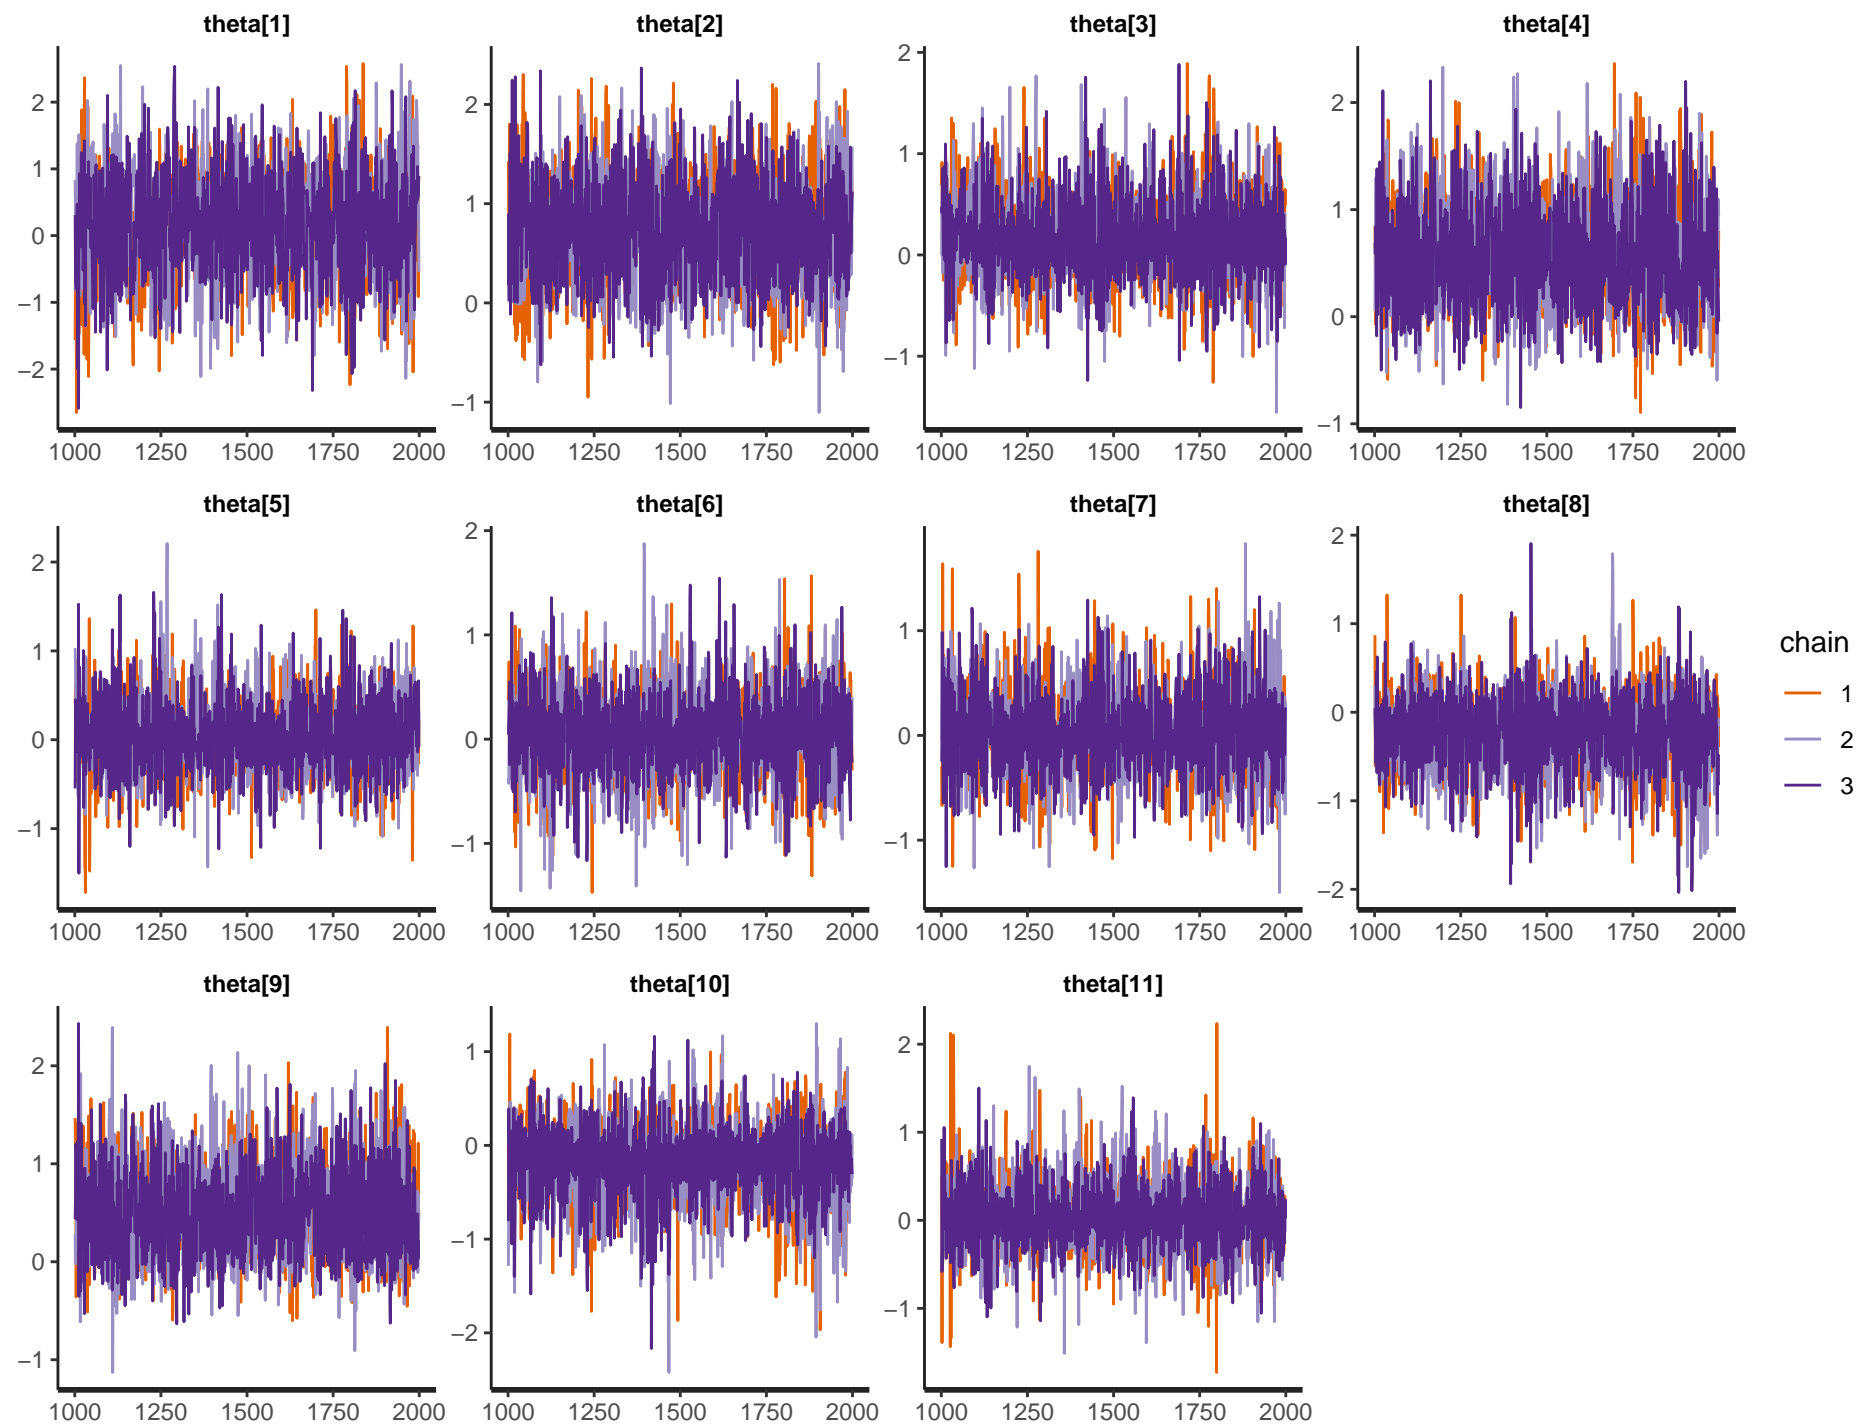 theta[1] theta[2] theta[3] theta[4]
2 1 0 −1 −2
2 1 0 −1
2 1 0 −1
2 1 0 −1
1000 1250 1500 1750 2000 1000 1250 1500 1750 2000 1000 1250 1500 1750 2000 1000 1250 1500 1750 2000
theta[5] theta[6] theta[7] theta[8]
2 1 0 −1
2 1 0 −1
1 0 −1
2 1 0 −1 −2
1000 1250 1500 1750 2000 1000 1250 1500 1750 2000 1000 1250 1500 1750 2000 1000 1250 1500 1750 2000
chain
1
2
3
theta[9] theta[10] theta[11]
2 1 0 −1
1 0 −1 −2
2 1 0 −1
1000 1250 1500 1750 2000 1000 1250 1500 1750 2000 1000 1250 1500 1750 2000